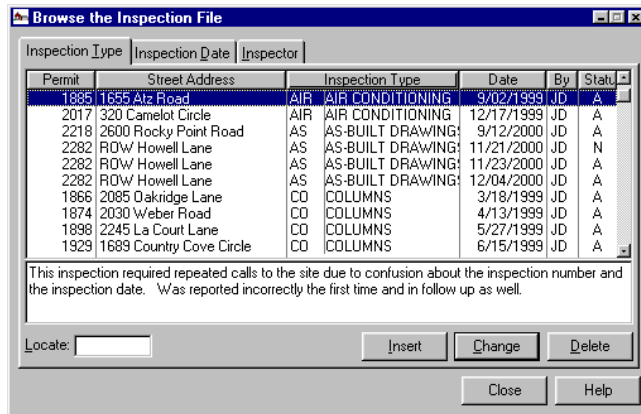 Browse the Inspection File
Inspection Type Inspection Date Inspector
Permit Street Address Inspection Type Date By Statu
1885 1655 Atz Road AIR AIR CONDITIONING 9/02/1999 JD A
2017 320 Camelot Circle AIR AIR CONDITIONING 12/17/1999 JD A
2218 2600 Rocky Point Road AS AS-BUILT DRAWINGS 9/12/2000 JD A
2282 ROW Howell Lane AS AS-BUILT DRAWINGS 11/21/2000 JD N
2282 ROW Howell Lane AS AS-BUILT DRAWINGS 11/23/2000 JD A
2282 ROW Howell Lane AS AS-BUILT DRAWINGS 12/04/2000 JD A
1866 2085 Oakridge Lane CO COLUMNS 3/18/1999 JD A
1874 2030 Weber Road CO COLUMNS 4/13/1999 JD A
1898 2245 La Court Lane CO COLUMNS 5/27/1999 JD A
1929 1689 Country Cove Circle CO COLUMNS 6/15/1999 JD A
This inspection required repeated calls to the site due to confusion about the inspection number and
the inspection date. Was reported incorrectly the first time and in follow up as well.
Locate: Insert Change Delete
Close Help